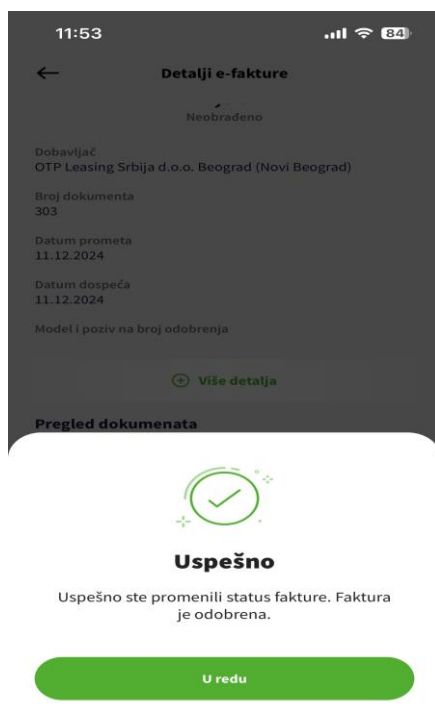 11:53
84
Detalji e-fakture
Neobrađeno
Dobavljač
OTP Leasing Srbija d.o.o. Beograd (Novi Beograd)
Broj dokumenta
303
Datum prometa
11.12.2024
Datum dospeća
11.12.2024
Model i poziv na broj odobrenja
Više detalja
Pregled dokumenata
Uspešno
Uspešno ste promenili status fakture. Faktura
je odobrena.
U redu